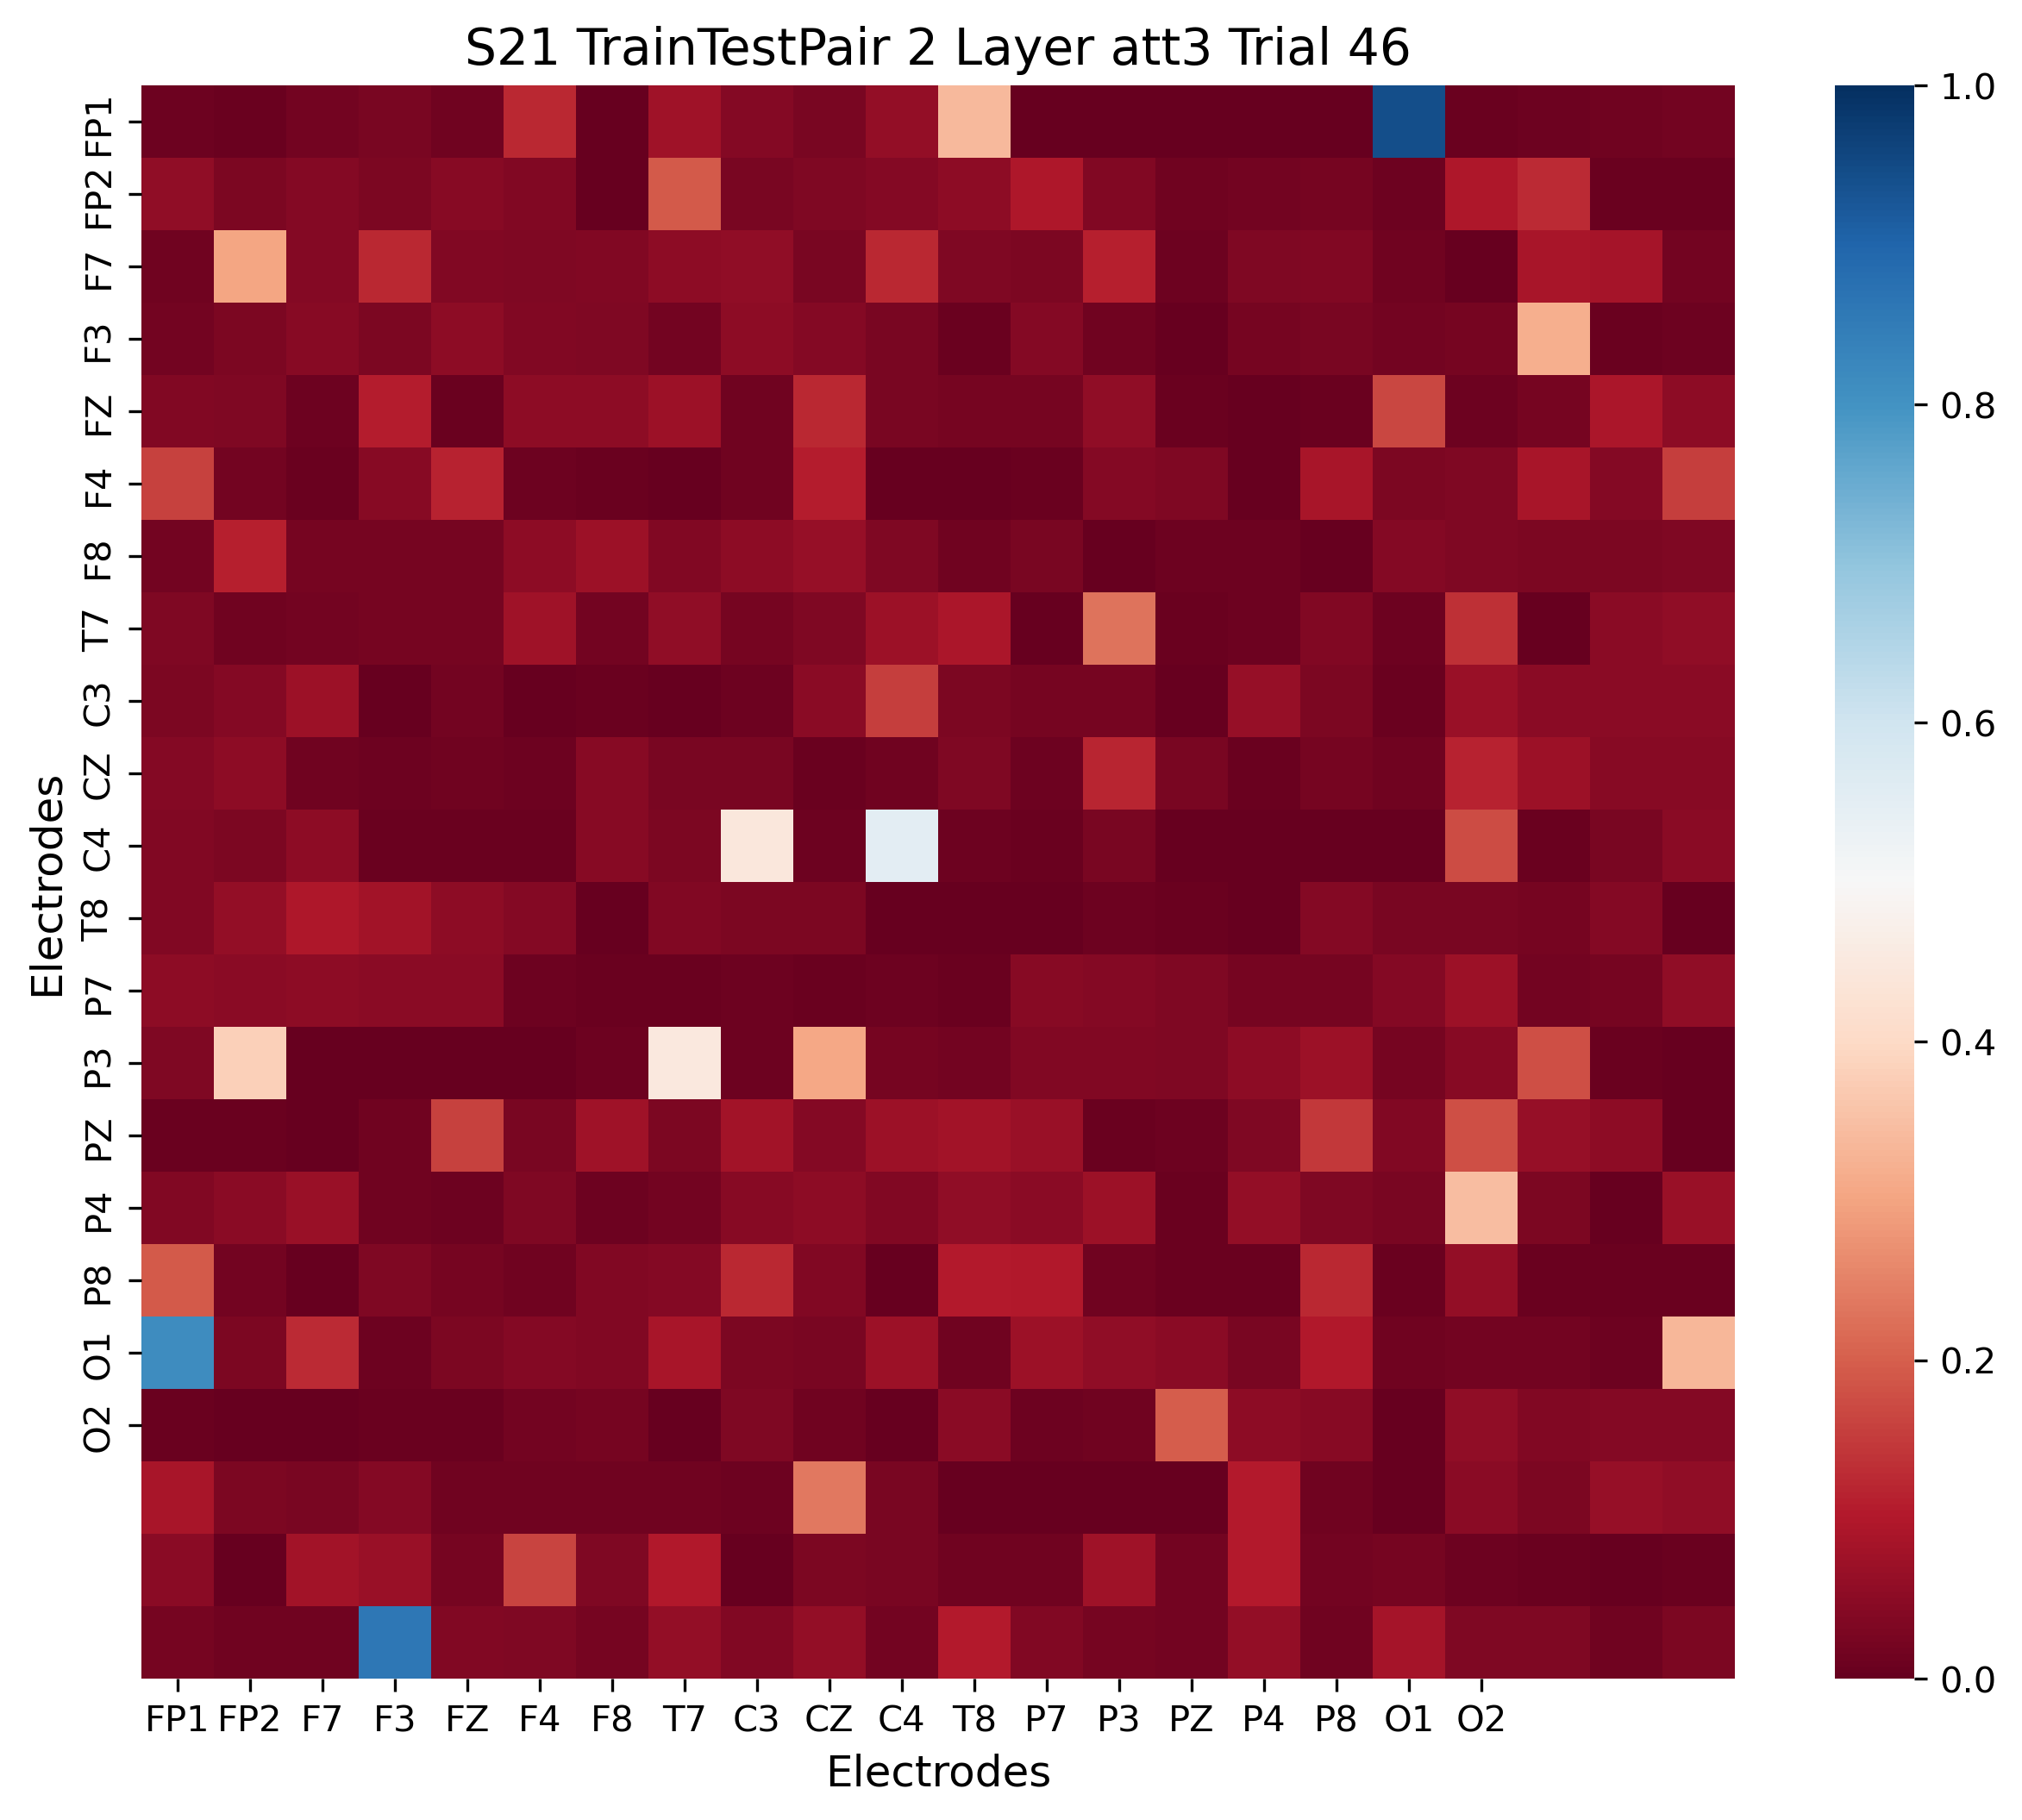 S21 TrainTestPair 2 Layer att3 Trial 46
Electrodes
FP1
FP2
F7
F3
FZ
F4
F8
T7
C3
CZ
C4
T8
P7
P3
PZ
P4
P8
O1
O2
FP1 FP2 F7 F3 FZ F4 F8 T7 C3 CZ C4 T8 P7 P3 PZ P4 P8 O1 O2
Electrodes
1.0
0.8
0.6
0.4
0.2
0.0